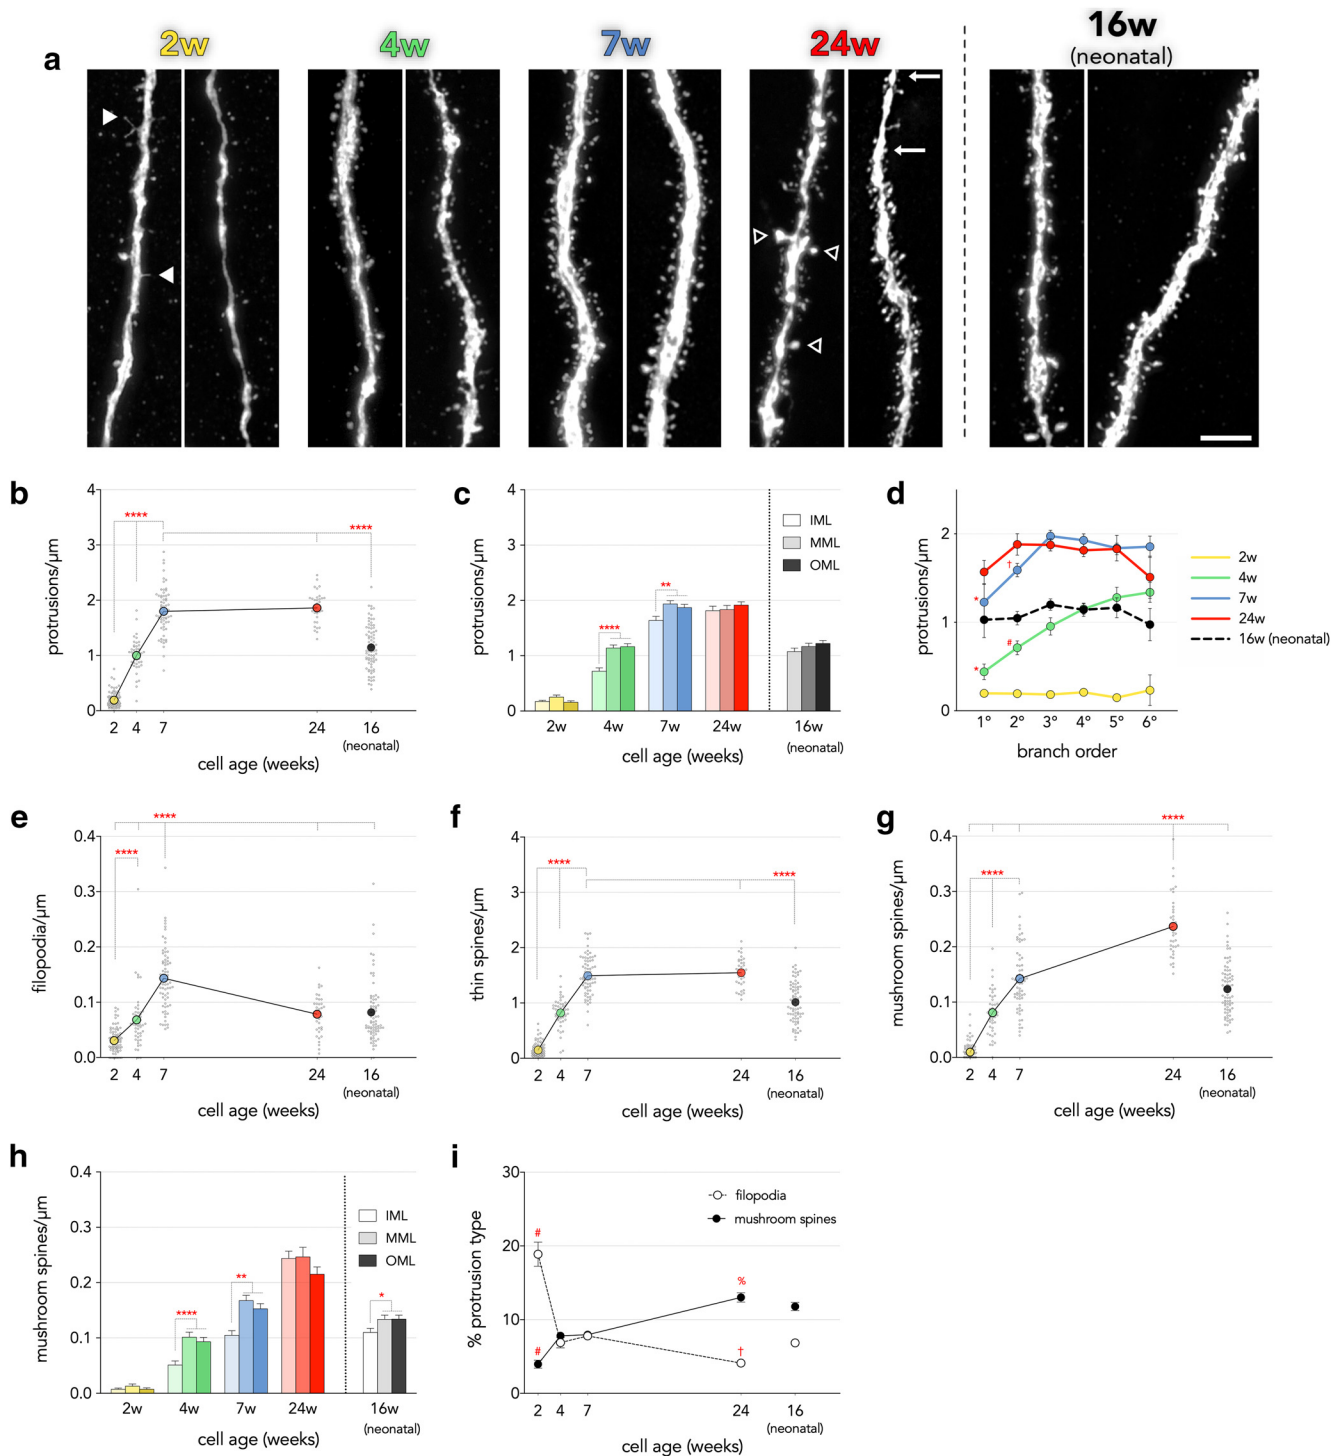 2w 4w 7w 24w 16w
(neonatal)
a
b
protrusions/µm
4
3
2
1
0
****
****
2 4 7 24 16
(neonatal)
cell age (weeks)
c
protrusions/µm
4
3
2
1
0
IML
MML
OML
****
**
2w 4w 7w 24w 16w
(neonatal)
cell age (weeks)
d
protrusions/µm
2
1
0
*
†
*
#
1° 2° 3° 4° 5° 6°
branch order
2w
4w
7w
24w
16w (neonatal)
e
filopodia/µm
0.4
0.3
0.2
0.1
0.0
****
****
2 4 7 24 16
(neonatal)
cell age (weeks)
f
thin spines/µm
4
3
2
1
0
****
****
2 4 7 24 16
(neonatal)
cell age (weeks)
g
mushroom spines/µm
0.4
0.3
0.2
0.1
0.0
****
****
2 4 7 24 16
(neonatal)
cell age (weeks)
h
mushroom spines/µm
0.4
0.3
0.2
0.1
0.0
IML
MML
OML
****
**
*
2w 4w 7w 24w 16w
(neonatal)
cell age (weeks)
i
% protrusion type
30
20
10
0
filopodia
mushroom spines
#
#
%
†
2 4 7 24 16
(neonatal)
cell age (weeks)